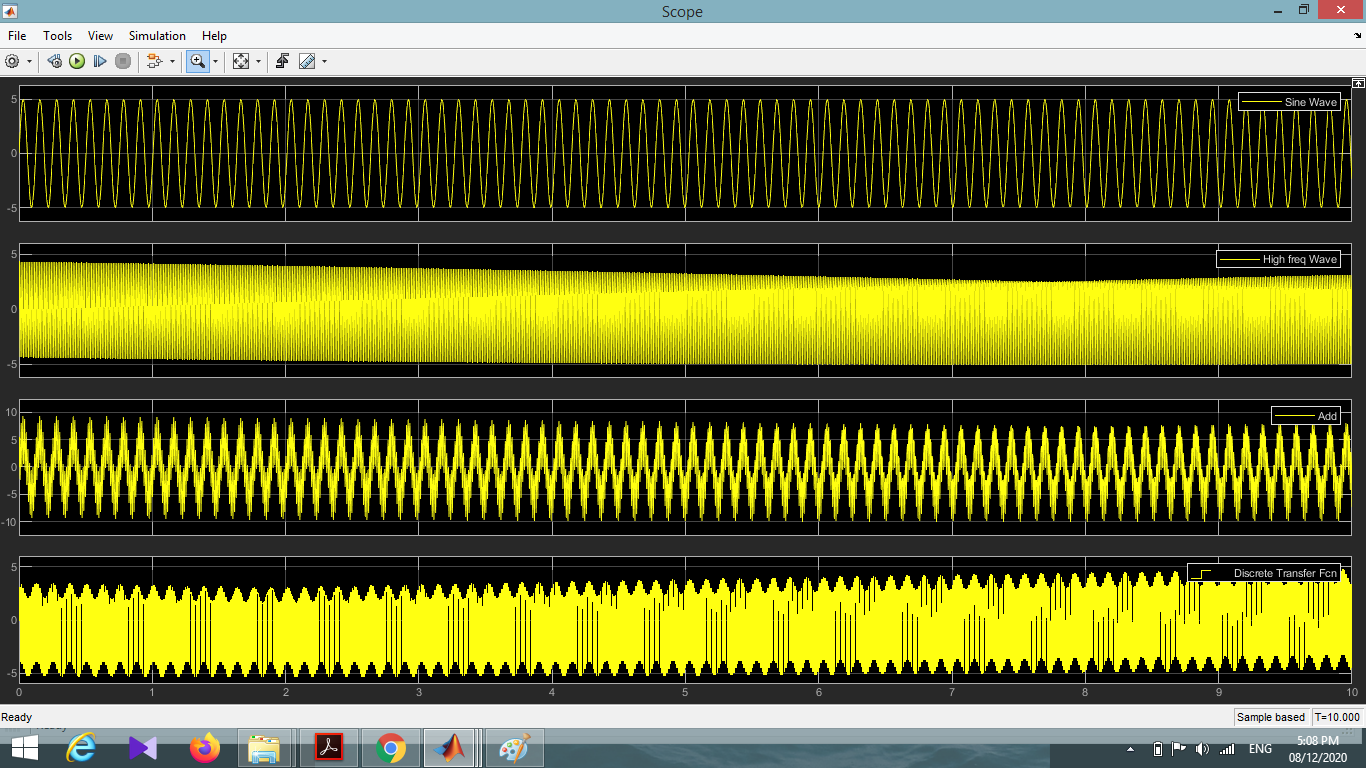 Scope
File Tools View Simulation Help
5
0
-5
Sine Wave
5
0
-5
High freq Wave
10
5
0
-5
-10
Add
5
0
-5
Discrete Transfer Fcn
0 1 2 3 4 5 6 7 8 9 10
Ready
Sample based T=10.000
ENG
5:08 PM
08/12/2020